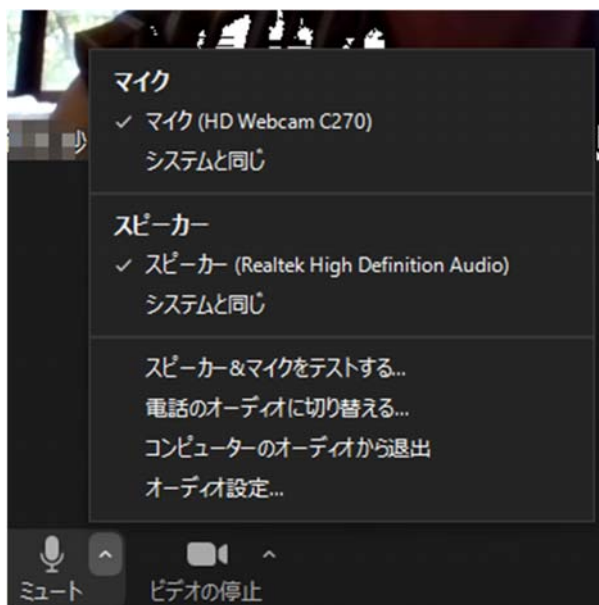 マイク
マイク (HD Webcam C270)
システムと同じ
スピーカー
スピーカー (Realtek High Definition Audio)
システムと同じ
スピーカー&マイクをテストする...
電話のオーディオに切り替える...
コンピューターのオーディオから退出
オーディオ設定...
ミュート
ビデオの停止